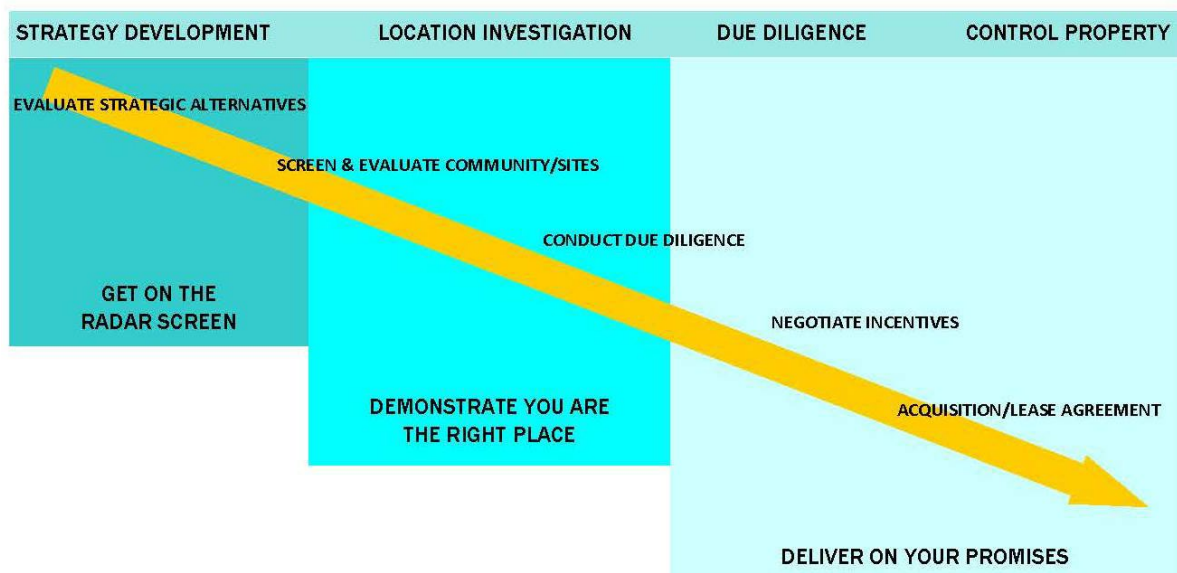 STRATEGY DEVELOPMENT
LOCATION INVESTIGATION
DUE DILIGENCE
CONTROL PROPERTY
EVALUATE STRATEGIC ALTERNATIVES
SCREEN & EVALUATE COMMUNITY/SITES
CONDUCT DUE DILIGENCE
GET ON THE
RADAR SCREEN
NEGOTIATE INCENTIVES
DEMONSTRATE YOU ARE
THE RIGHT PLACE
ACQUISITION/LEASE AGREEMENT
DELIVER ON YOUR PROMISES